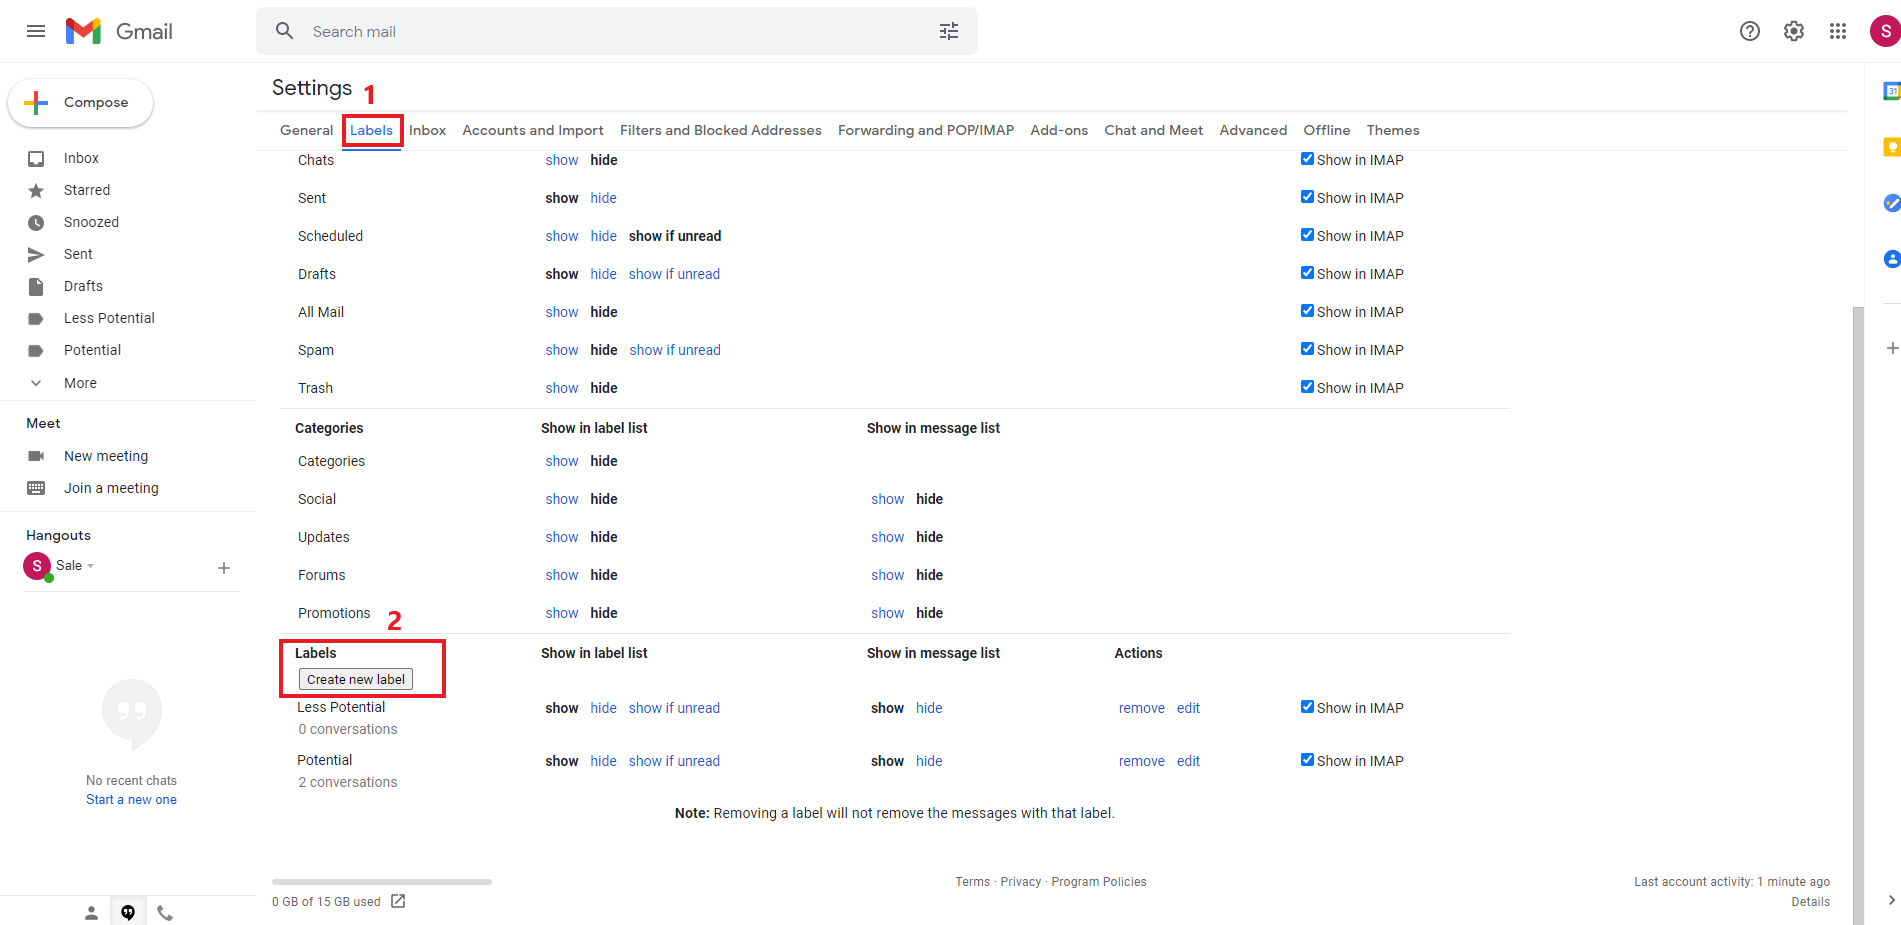 Gmail
Search mail
S
Compose
Inbox
Starred
Snoozed
Sent
Drafts
Less Potential
Potential
More
Meet
New meeting
Join a meeting
Hangouts
S Sale
No recent chats
Start a new one
Settings 1
General Labels Inbox Accounts and Import Filters and Blocked Addresses Forwarding and POP/IMAP Add-ons Chat and Meet Advanced Offline Themes
Chats show hide Show in IMAP
Sent show hide Show in IMAP
Scheduled show hide show if unread Show in IMAP
Drafts show hide show if unread Show in IMAP
All Mail show hide Show in IMAP
Spam show hide show if unread Show in IMAP
Trash show hide Show in IMAP
Categories Show in label list Show in message list
Categories show hide
Social show hide show hide
Updates show hide show hide
Forums show hide show hide
Promotions show hide show hide
2
Labels Show in label list Show in message list Actions
Create new label
Less Potential show hide show if unread show hide remove edit Show in IMAP
0 conversations
Potential show hide show if unread show hide remove edit Show in IMAP
2 conversations
Note: Removing a label will not remove the messages with that label.
0 GB of 15 GB used
Terms · Privacy · Program Policies
Last account activity: 1 minute ago
Details
31